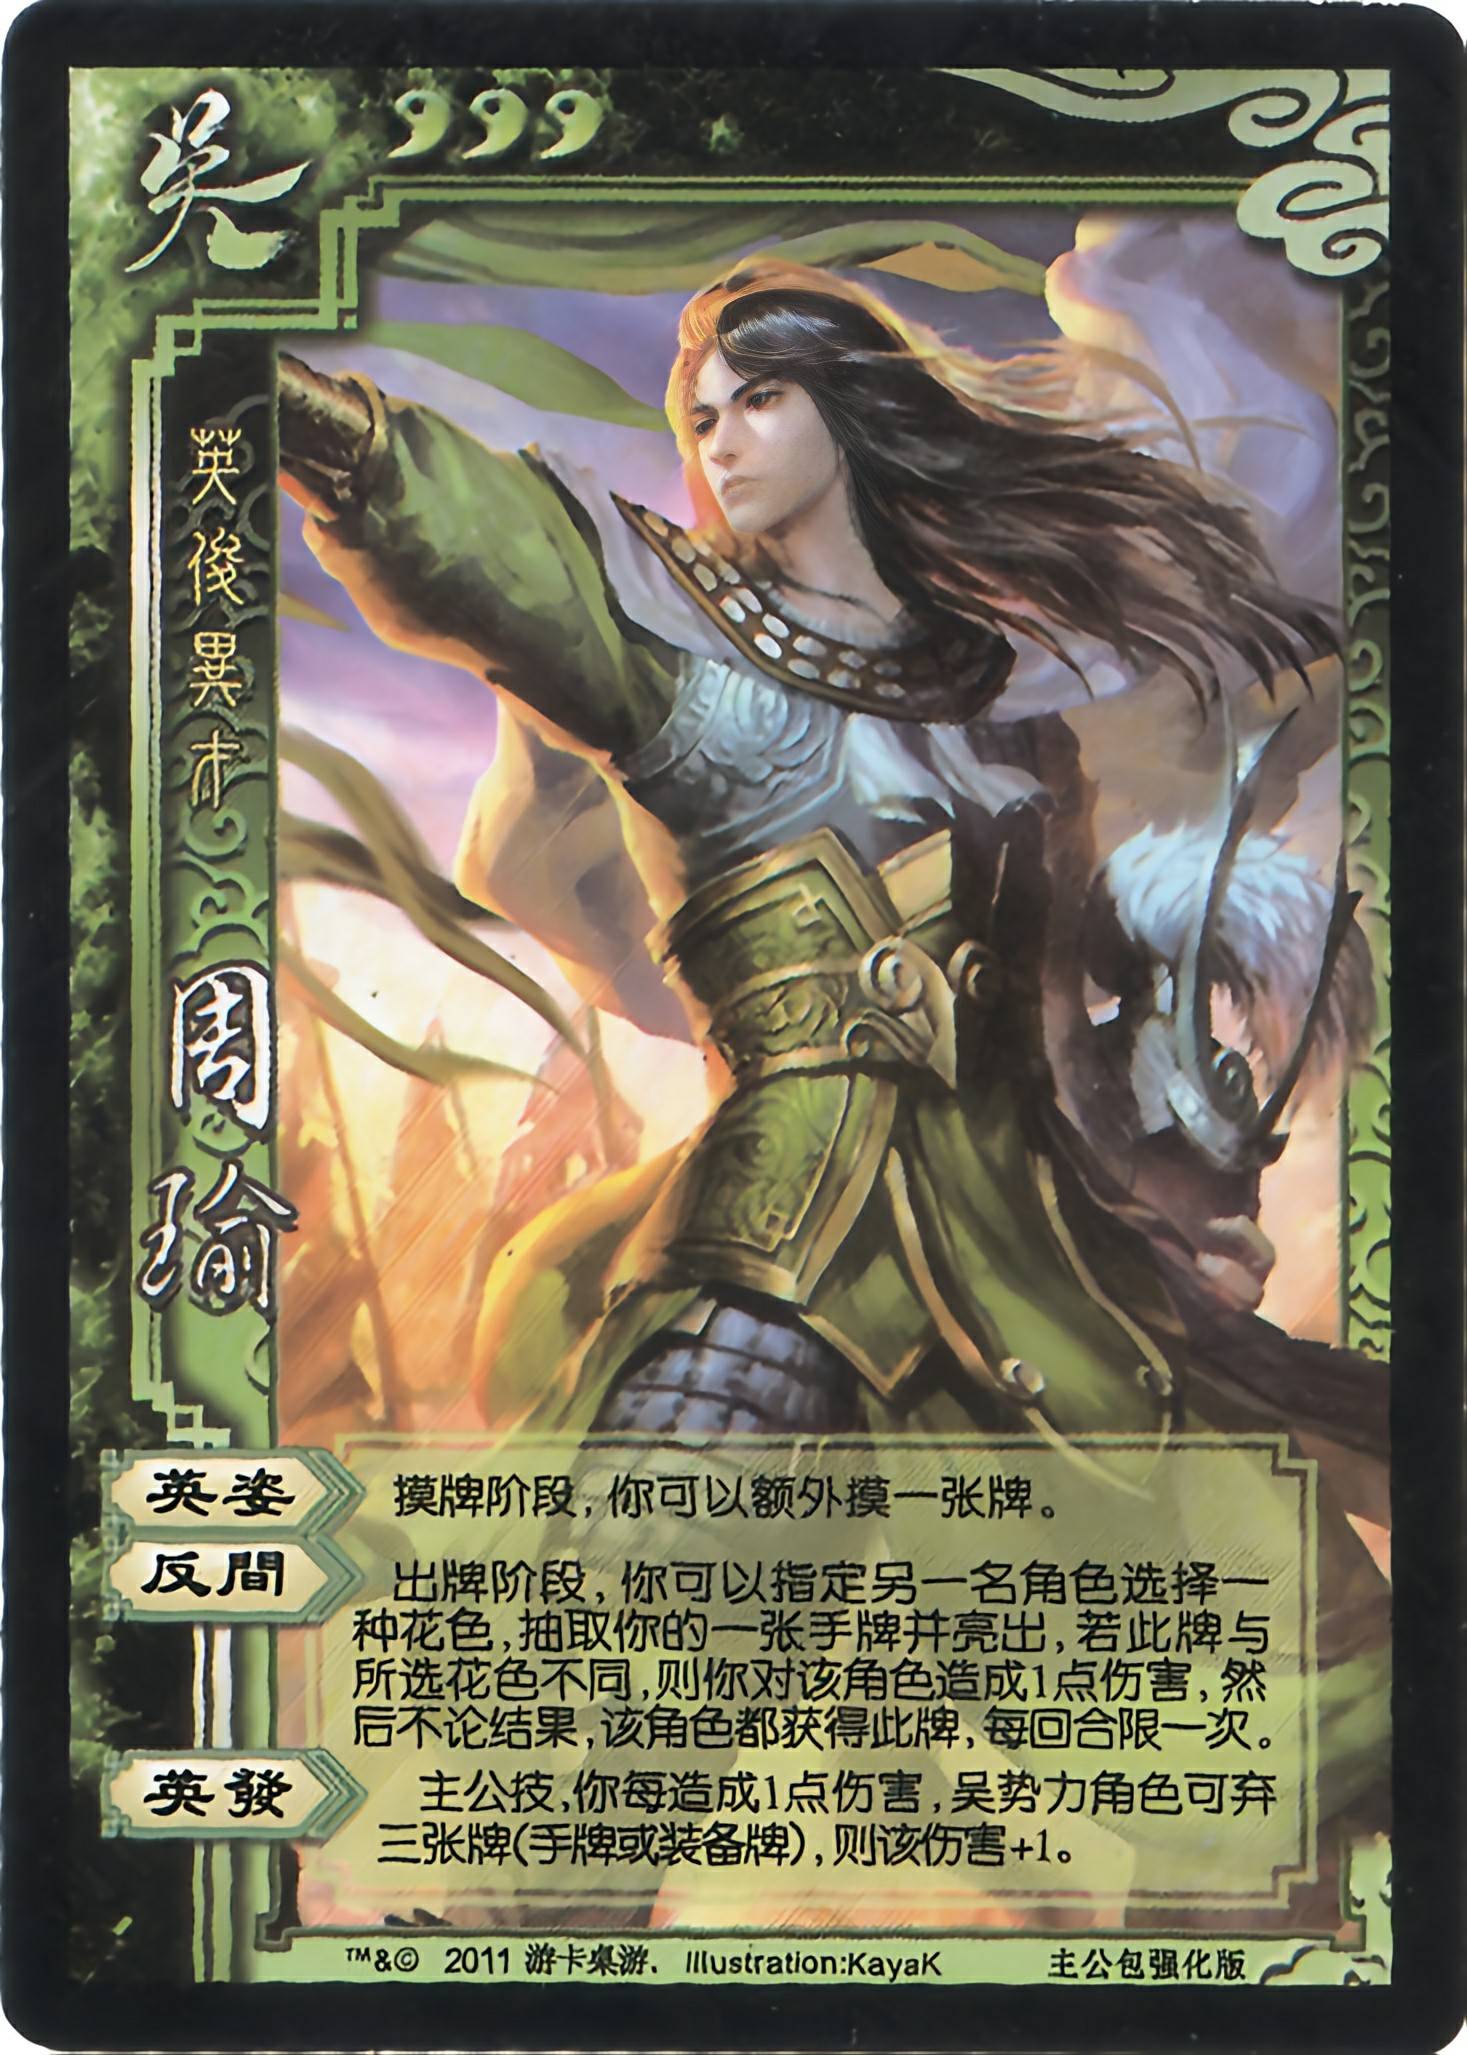 吴
英俊異才
周瑜
英姿
摸牌阶段，你可以额外摸一张牌。
反間
出牌阶段，你可以指定另一名角色选择一
种花色，抽取你的一张手牌并亮出，若此牌与
所选花色不同，则你对该角色造成1点伤害，然
后不论结果，该角色都获得此牌，每回合限一次。
英發
主公技，你每造成1点伤害，吴势力角色可弃
三张牌(手牌或装备牌)，则该伤害+1。
™&© 2011 游卡桌游. Illustration:KayaK
主公包强化版